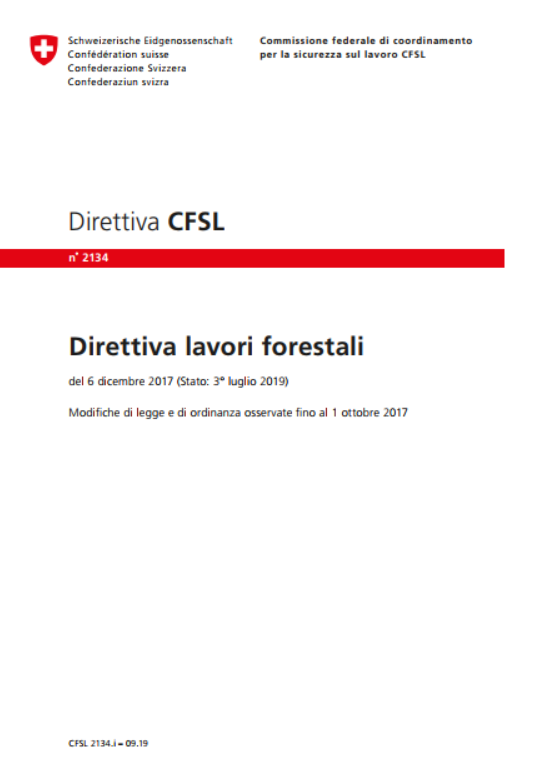 Schweizerische Eidgenossenschaft
Confédération suisse
Confederazione Svizzera
Confederaziun svizra
Commissione federale di coordinamento
per la sicurezza sul lavoro CFSL
Direttiva CFSL
n° 2134
Direttiva lavori forestali
del 6 dicembre 2017 (Stato: 3° luglio 2019)
Modifiche di legge e di ordinanza osservate fino al 1 ottobre 2017
CFSL 2134.i – 09.19